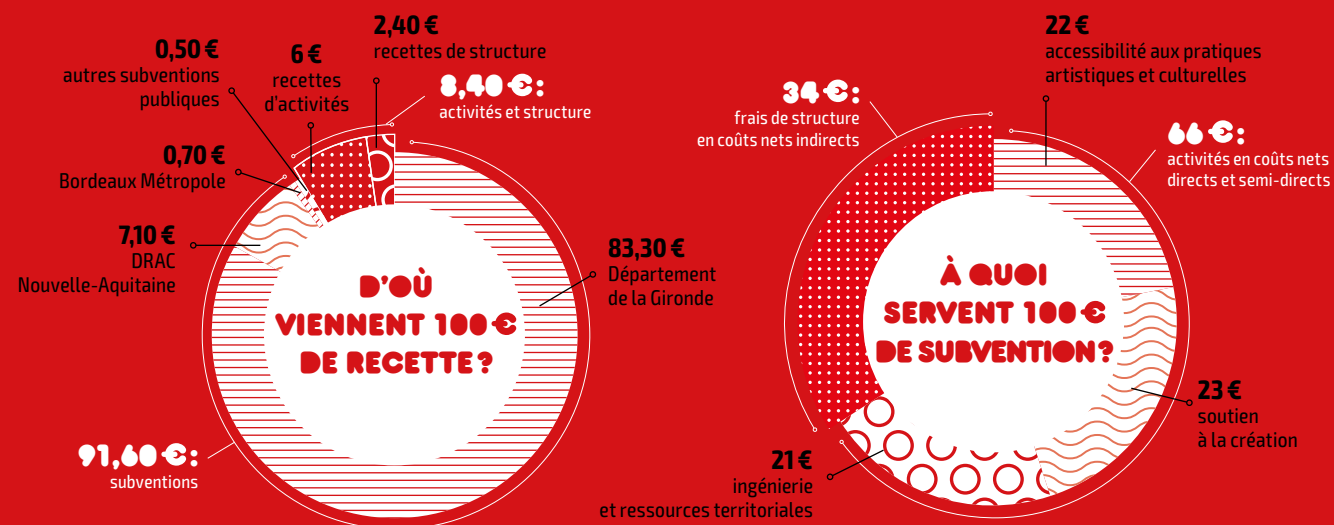 2,40 €
recettes de structure
0,50 €
autres subventions
publiques
6 €
recettes
d'activités
8,40 €:
activités et structure
0,70 €
Bordeaux Métropole
7,10 €
DRAC
Nouvelle-Aquitaine
83,30 €
Département
de la Gironde
D'OÙ
VIENNENT 100 €
DE RECETTE ?
91,60 €:
subventions
22 €
accessibilité aux pratiques
artistiques et culturelles
34 €:
frais de structure
en coûts nets indirects
66 €:
activités en coûts nets
directs et semi-directs
À QUOI
SERVENT 100 €
DE SUBVENTION ?
23 €
soutien
à la création
21 €
ingénierie
et ressources territoriales